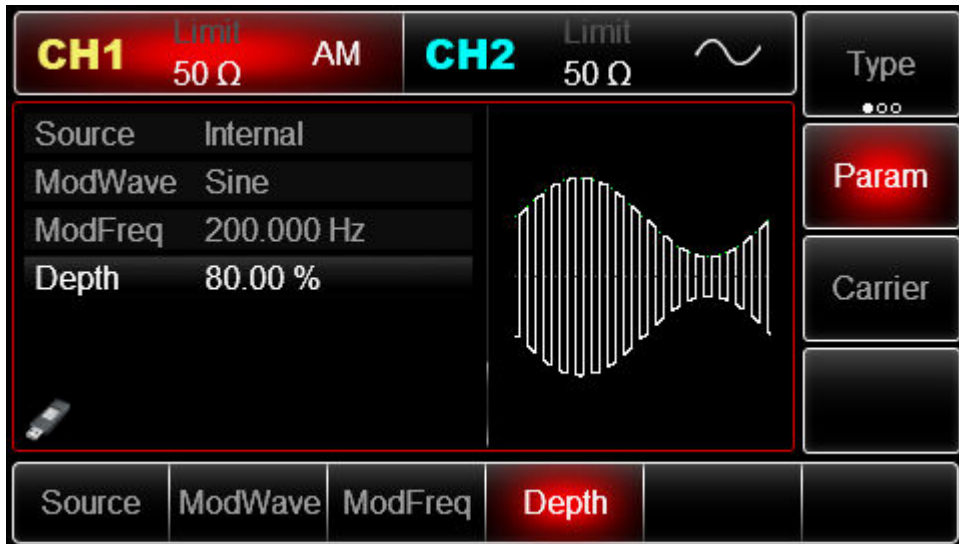 CH1 Limit 50 Ω AM CH2 Limit 50 Ω
Type
Source Internal
ModWave Sine
ModFreq 200.000 Hz
Depth 80.00 %
Param
Carrier
Source ModWave ModFreq Depth